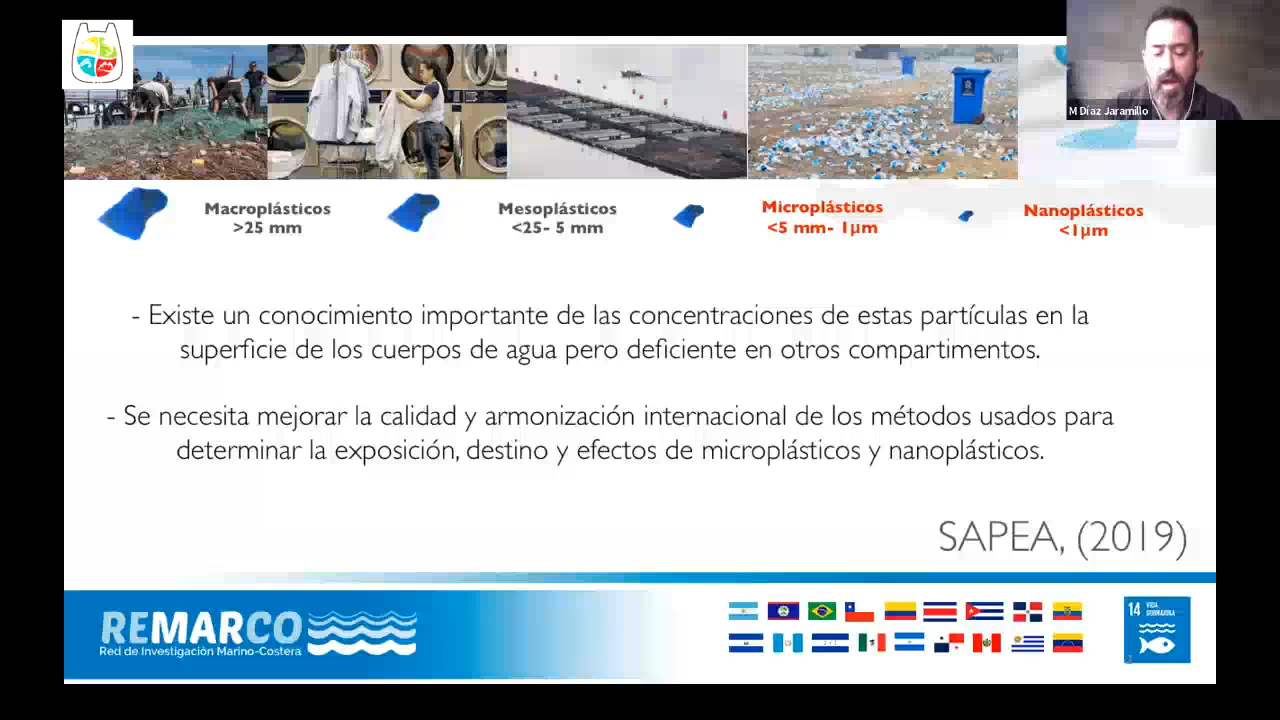 M Díaz Jaramillo
Macroplásticos
>25 mm
Mesoplásticos
<25- 5 mm
Microplásticos
<5 mm- 1µm
Nanoplásticos
<1µm
- Existe un conocimiento importante de las concentraciones de estas partículas en la
superficie de los cuerpos de agua pero deficiente en otros compartimentos.
- Se necesita mejorar la calidad y armonización internacional de los métodos usados para
determinar la exposición, destino y efectos de microplásticos y nanoplásticos.
SAPEA, (2019)
REMARCO
Red de Investigación Marino-Costera
14 VIDA
SUBMARINA